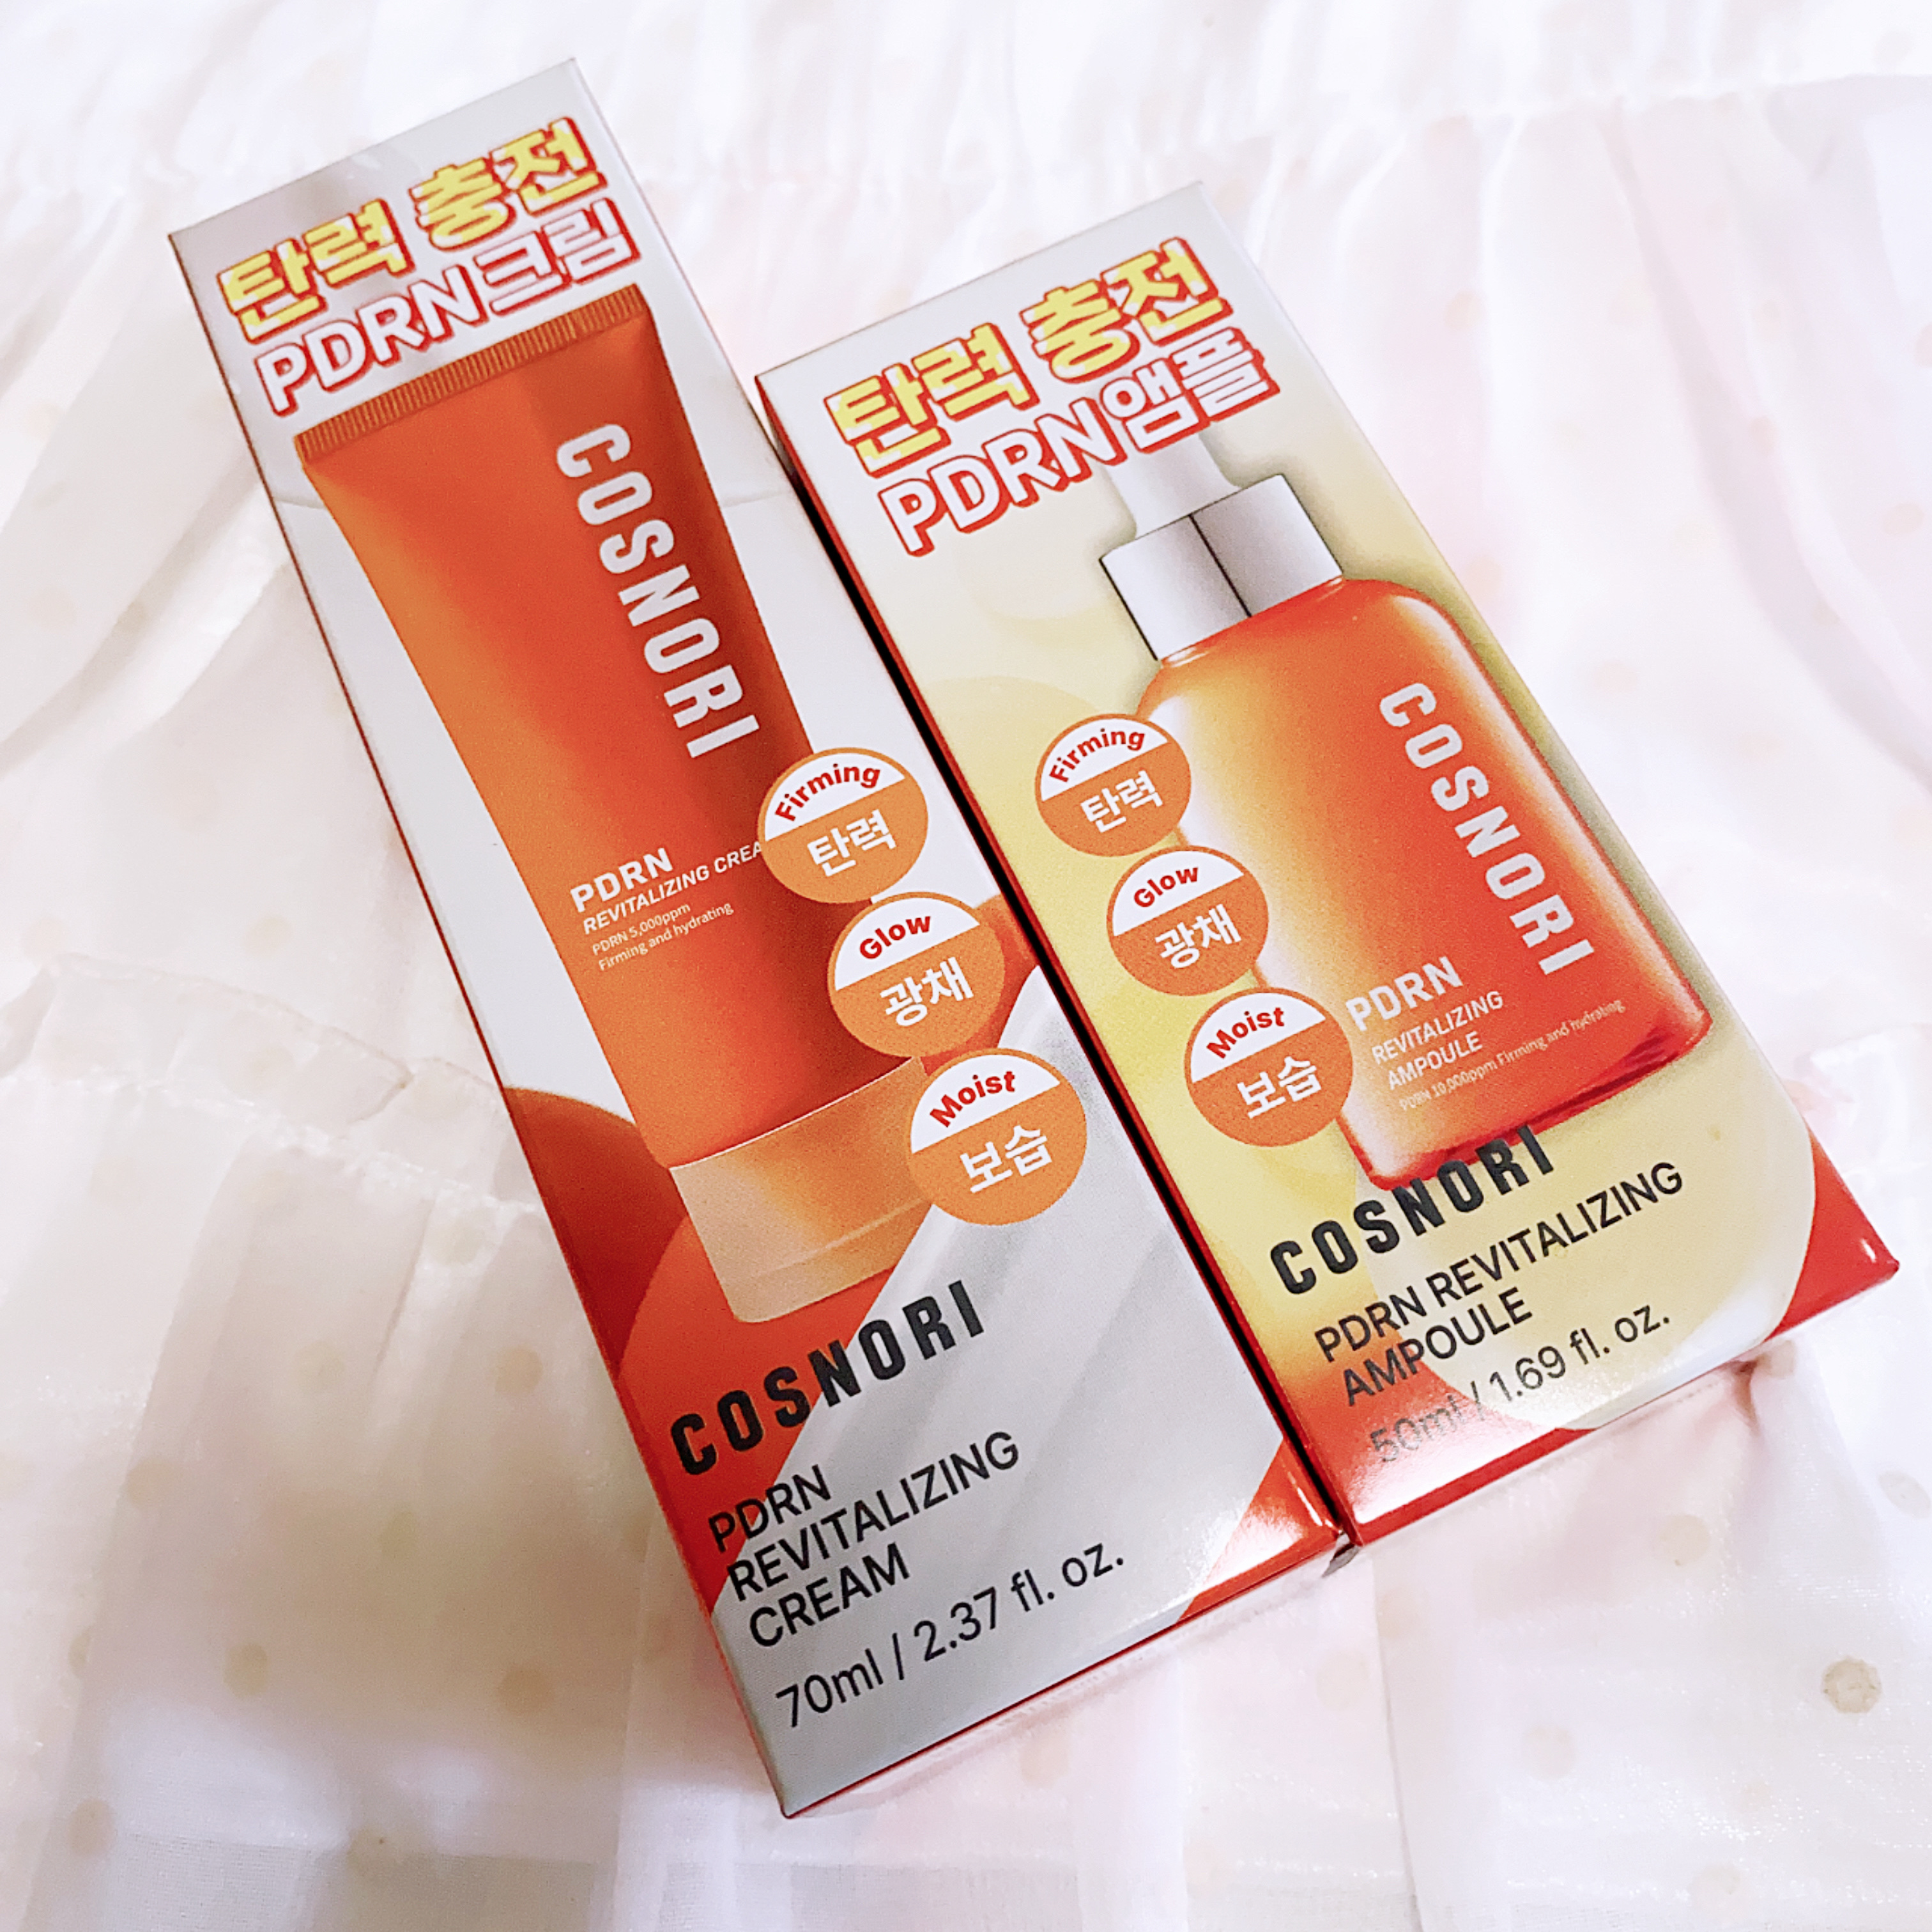 탄력 충전
PDRN크림
COSNORI
PDRN
REVITALIZING CREA
PDRN 5,000ppm
Firming and hydrating
Firming
탄력
Glow
광채
Moist
보습
COSNORI
PDRN
REVITALIZING
CREAM
70ml / 2.37 fl. oz.
탄력 충전
PDRN앰플
COSNORI
Firming
탄력
Glow
광채
Moist
보습
PDRN
REVITALIZING
AMPOULE
PDRN 10,000ppm Firming and hydrating
COSNORI
PDRN REVITALIZING
AMPOULE
50ml / 1.69 fl. oz.